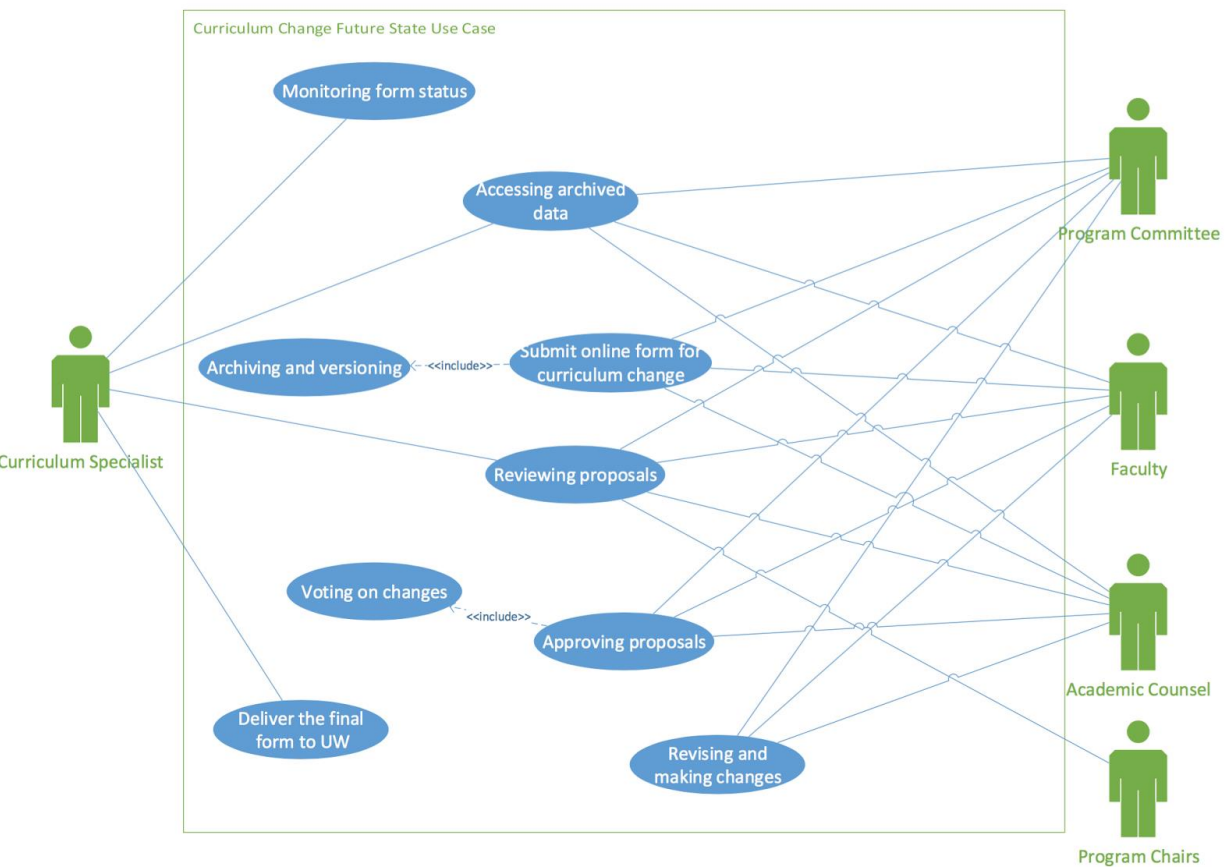 Curriculum Change Future State Use Case
Monitoring form status
Accessing archived
data
Program Committee
Submit online form for
curriculum change
<<include>>
Archiving and versioning
Curriculum Specialist
Faculty
Reviewing proposals
Voting on changes
<<include>>
Approving proposals
Academic Counsel
Deliver the final
form to UW
Revising and
making changes
Program Chairs